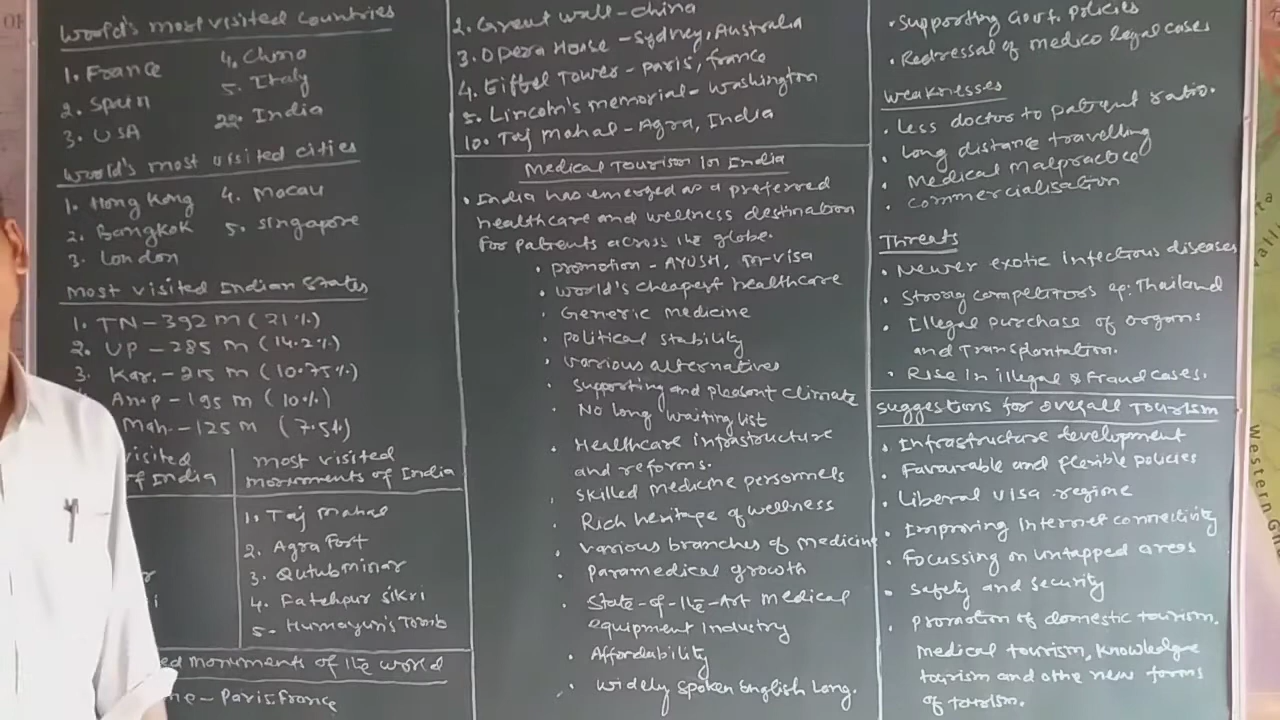 World's most visited countries
1. France
2. Spain
3. USA
4. China
5. Italy
22. India
World's most visited cities
1. Hong Kong
2. Bangkok
3. London
4. Macau
5. Singapore
most visited Indian States
1. TN - 392 m (21%)
2. UP - 285 m (14.2%)
3. Kar. - 215 m (10.75%)
An.P - 195 m (10%)
Mah. - 125 m (7.5%)
visited
of India
most visited
monuments of India
1. Taj mahal
2. Agra Fort
3. Qutub minar
4. Fatehpur Sikri
5. Humayun's Tomb
ed monuments of the world
me - Paris, France
2. Great wall - China
3. Opera House - Sydney, Australia
4. Eiffel Tower - Paris, france
5. Lincoln's memorial - Washington
10. Taj Mahal - Agra, India
Medical Tourism in India
• India has emerged as a preferred
healthcare and wellness destination
for patients across the globe.
• promotion - AYUSH, m-visa
• World's cheapest healthcare
• Generic medicine
• political stability
• various alternatives
• supporting and pleasant climate
• No long waiting list
• Healthcare infrastructure
and reforms.
• skilled medicine personnels
• Rich heritage of wellness
• various branches of medicine
• paramedical growth
• State-of-the-Art medical
equipment Industry
• Affordability
• widely spoken English Lang.
• supporting Govt. policies
• Redressal of medico legal cases
Weaknesses
• Less doctor to patient ratio.
• Long distance travelling
• Medical Malpractice
• commercialisation
Threats
• Newer exotic infectious diseases
• Strong competitors eg: Thailand
• Illegal purchase of organs
and Transplantation.
• Rise in illegal & Fraud cases.
Suggestions for overall Tourism
• Infrastructure development
• Favourable and flexible policies
• Liberal visa regime
• Improving Internet connectivity
• Focussing on untapped areas
• Safety and security
• promotion of domestic tourism,
medical tourism, knowledge
tourism and othe new forms
of tourism.
Western Gh